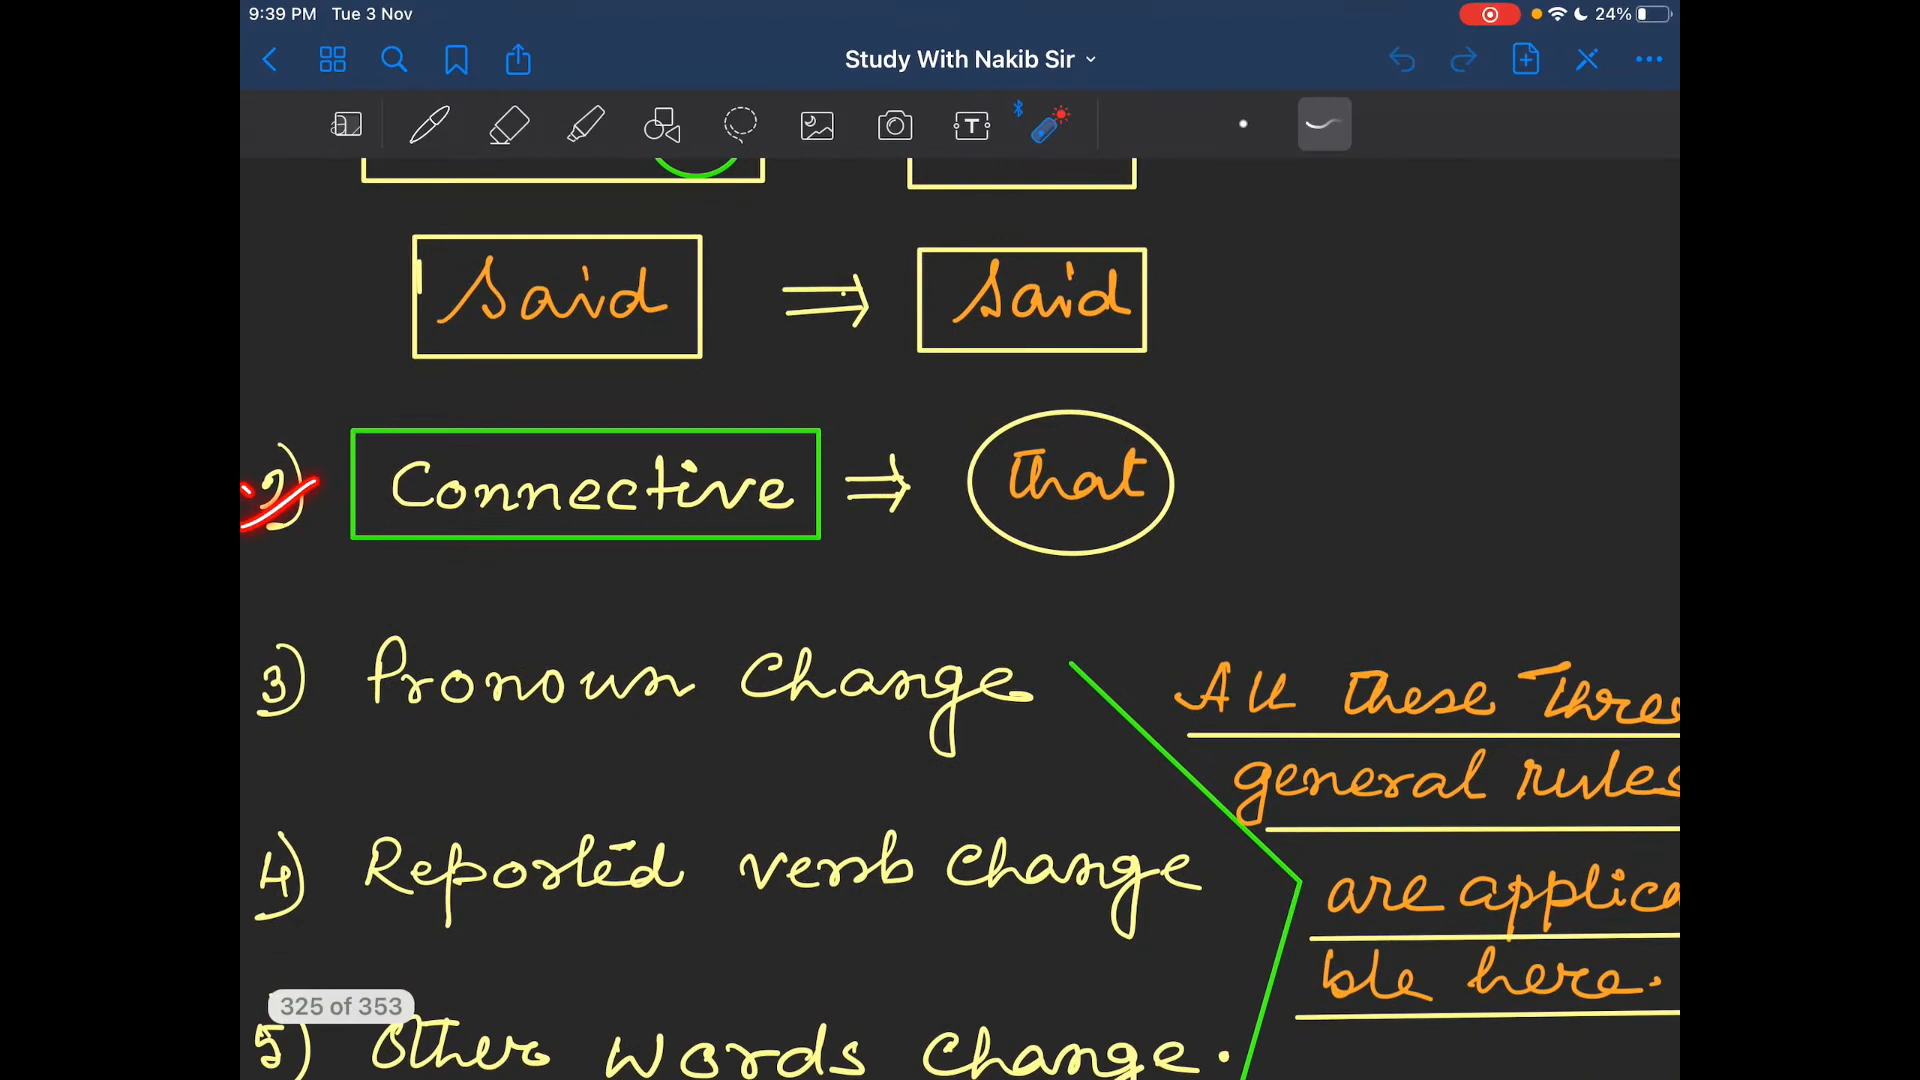 9:39 PM Tue 3 Nov
24%
Study With Nakib Sir
T
Said ⇒ Said
2) Connective ⇒ that
3) Pronoun Change
All these Three
general rules
are applica
ble here.
4) Reported verb change
325 of 353
5) Other words change.